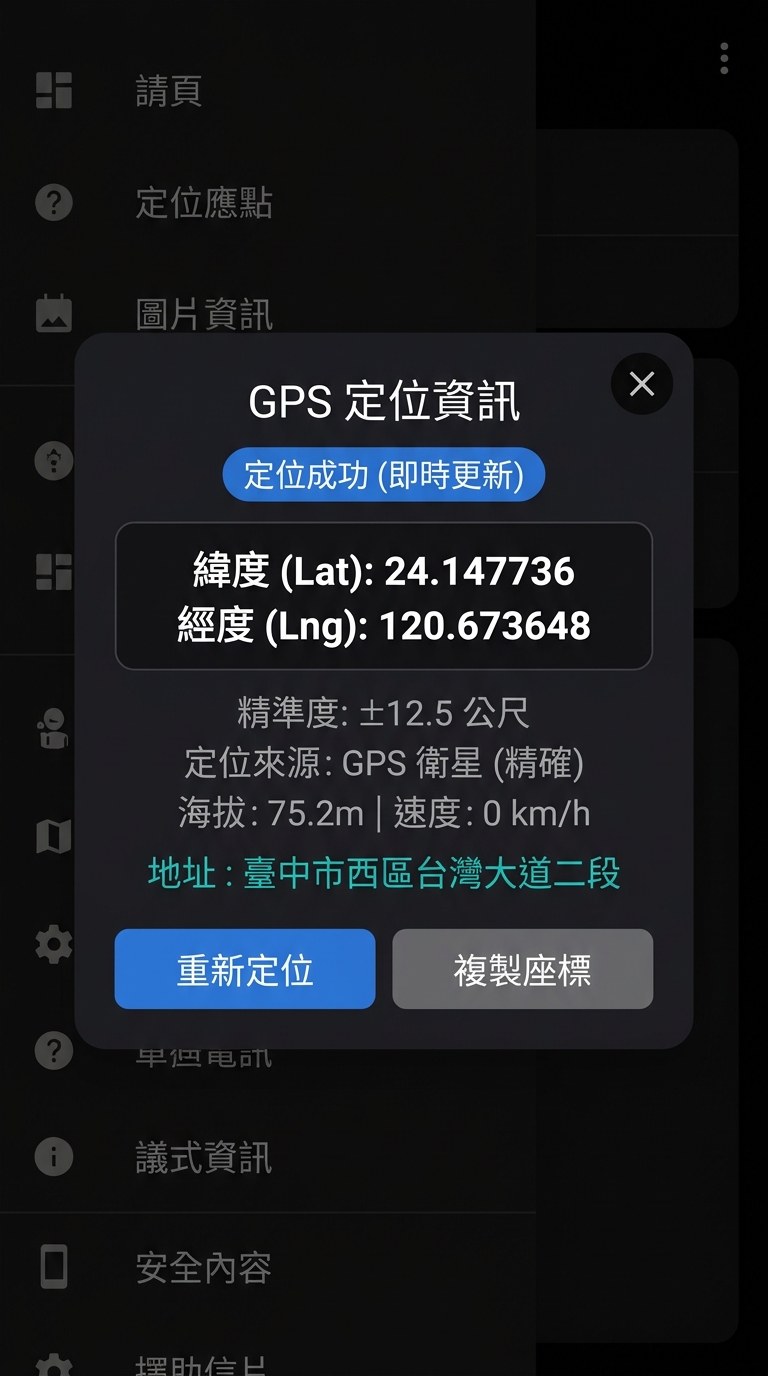 請頁
定位應點
圖片資訊
GPS 定位資訊
定位成功 (即時更新)
緯度 (Lat): 24.147736
經度 (Lng): 120.673648
精準度: ±12.5 公尺
定位來源: GPS 衛星 (精確)
海拔: 75.2m | 速度: 0 km/h
地址 : 臺中市西區台灣大道二段
重新定位
複製座標
議式資訊
安全內容